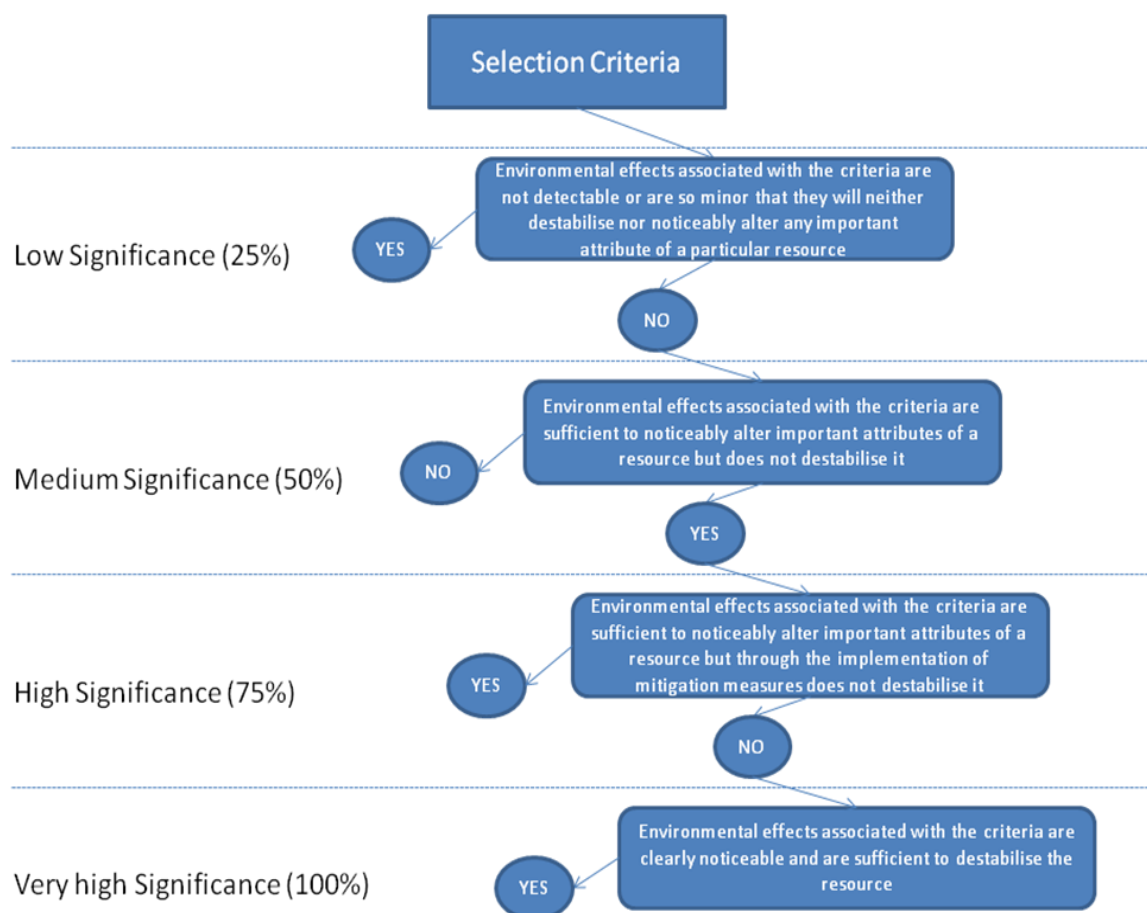 Selection Criteria
Environmental effects associated with the criteria are
not detectable or are so minor that they will neither
destabilise nor noticeably alter any important
attribute of a particular resource
YES
Low Significance (25%)
NO
Environmental effects associated with the criteria are
sufficient to noticeably alter important attributes of a
resource but does not destabilise it
NO
Medium Significance (50%)
YES
Environmental effects associated with the criteria are
sufficient to noticeably alter important attributes of a
resource but through the implementation of
mitigation measures does not destabilise it
YES
High Significance (75%)
NO
Environmental effects associated with the criteria are
clearly noticeable and are sufficient to destabilise the
resource
YES
Very high Significance (100%)